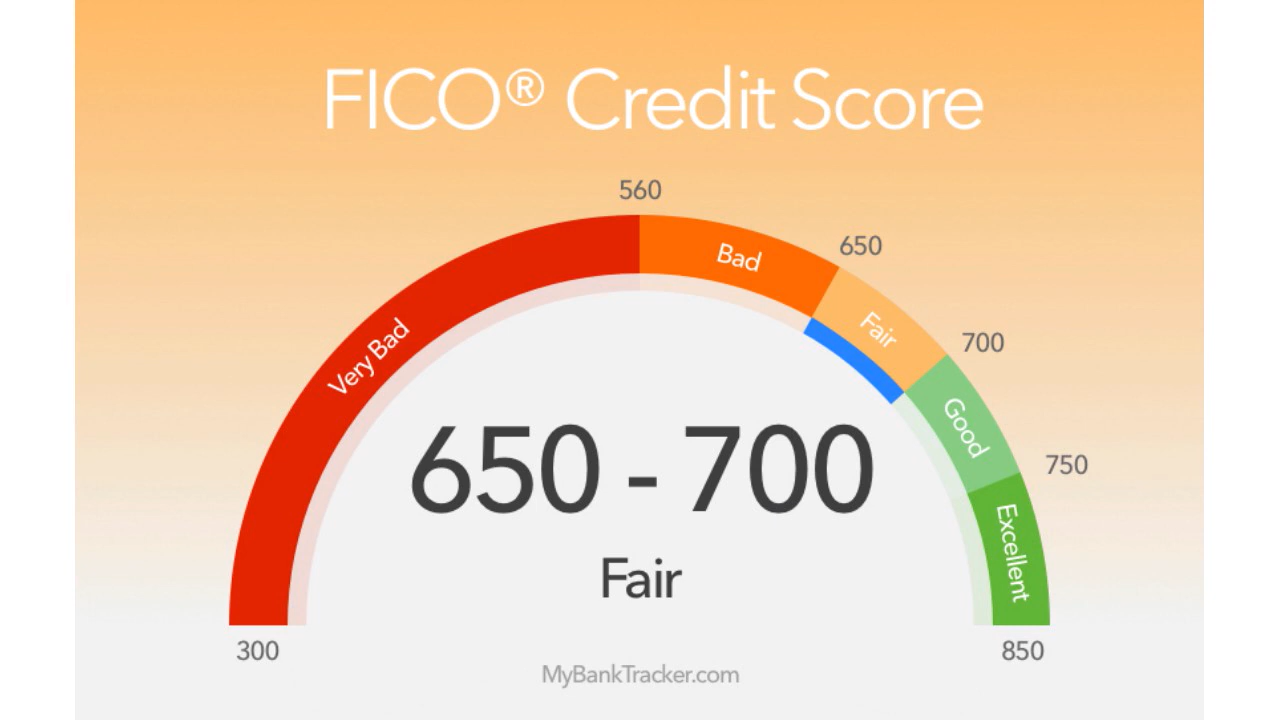 FICO® Credit Score
560
Bad
650
Fair
700
Very Bad
Good
750
650 - 700
Excellent
Fair
300
850
MyBankTracker.com